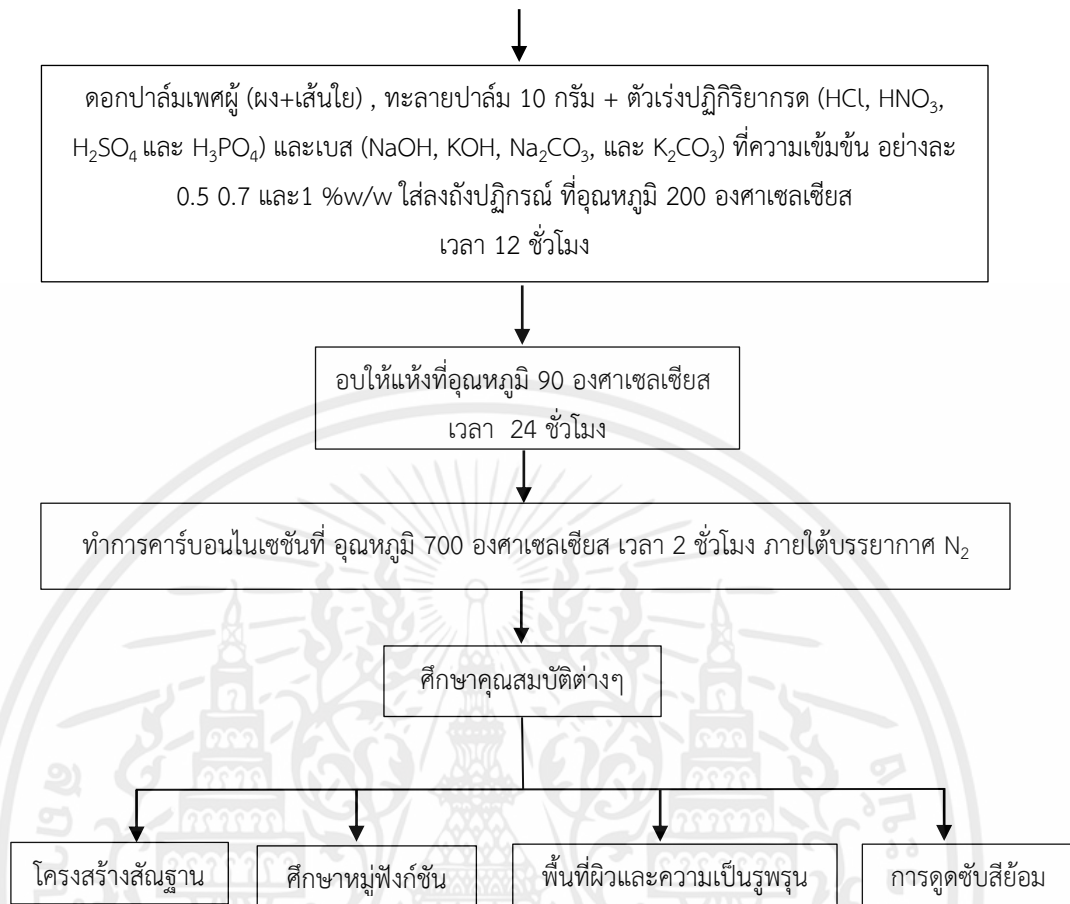 ดอกปาล์มเพศผู้ (ผง+เส้นใย) , ทะลายปาล์ม 10 กรัม + ตัวเร่งปฏิกิริยากรด (HCl, HNO₃,
H₂SO₄ และ H₃PO₄) และเบส (NaOH, KOH, Na₂CO₃, และ K₂CO₃) ที่ความเข้มข้น อย่างละ
0.5 0.7 และ1 %w/w ใส่ลงถังปฏิกรณ์ ที่อุณหภูมิ 200 องศาเซลเซียส
เวลา 12 ชั่วโมง
อบให้แห้งที่อุณหภูมิ 90 องศาเซลเซียส
เวลา 24 ชั่วโมง
ทำการคาร์บอนไนเซชันที่ อุณหภูมิ 700 องศาเซลเซียส เวลา 2 ชั่วโมง ภายใต้บรรยากาศ N₂
ศึกษาคุณสมบัติต่างๆ
โครงสร้างสัณฐาน
ศึกษาหมู่ฟังก์ชัน
พื้นที่ผิวและความเป็นรูพรุน
การดูดซับสีย้อม